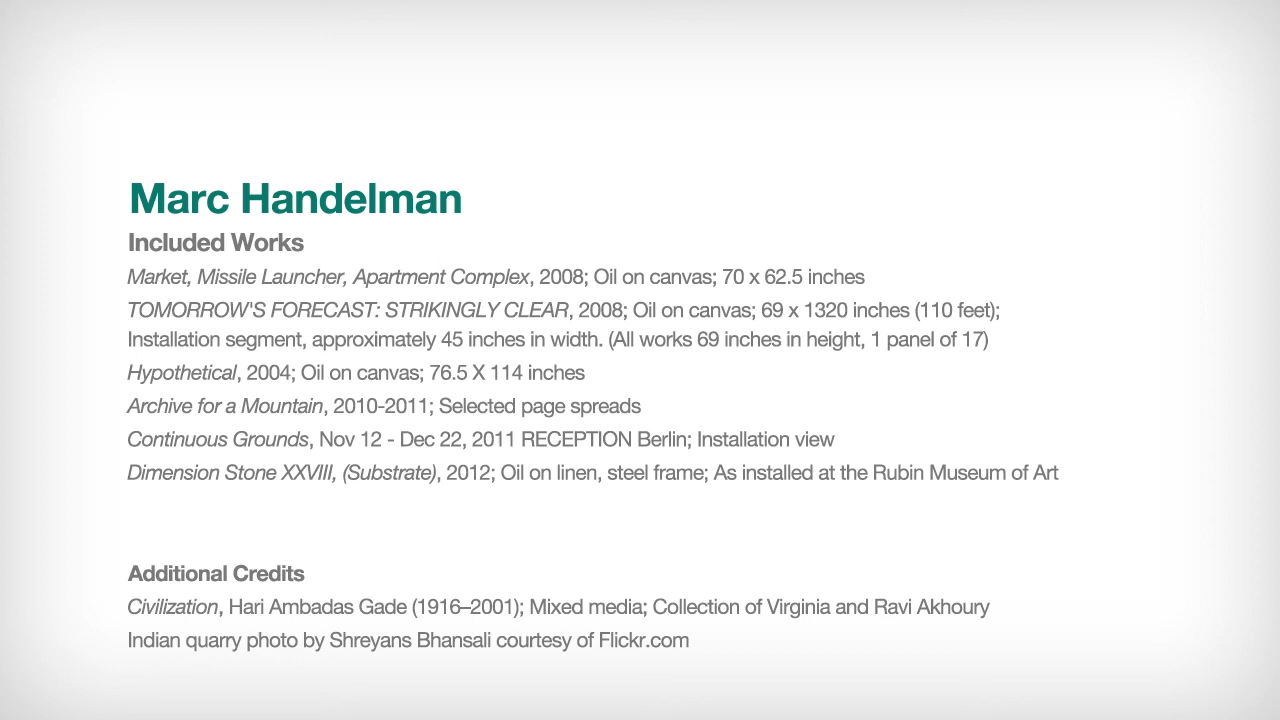 Marc Handelman
Included Works
Market, Missile Launcher, Apartment Complex, 2008; Oil on canvas; 70 x 62.5 inches
TOMORROW'S FORECAST: STRIKINGLY CLEAR, 2008; Oil on canvas; 69 x 1320 inches (110 feet);
Installation segment, approximately 45 inches in width. (All works 69 inches in height, 1 panel of 17)
Hypothetical, 2004; Oil on canvas; 76.5 X 114 inches
Archive for a Mountain, 2010-2011; Selected page spreads
Continuous Grounds, Nov 12 - Dec 22, 2011 RECEPTION Berlin; Installation view
Dimension Stone XXVIII, (Substrate), 2012; Oil on linen, steel frame; As installed at the Rubin Museum of Art
Additional Credits
Civilization, Hari Ambadas Gade (1916–2001); Mixed media; Collection of Virginia and Ravi Akhoury
Indian quarry photo by Shreyans Bhansali courtesy of Flickr.com